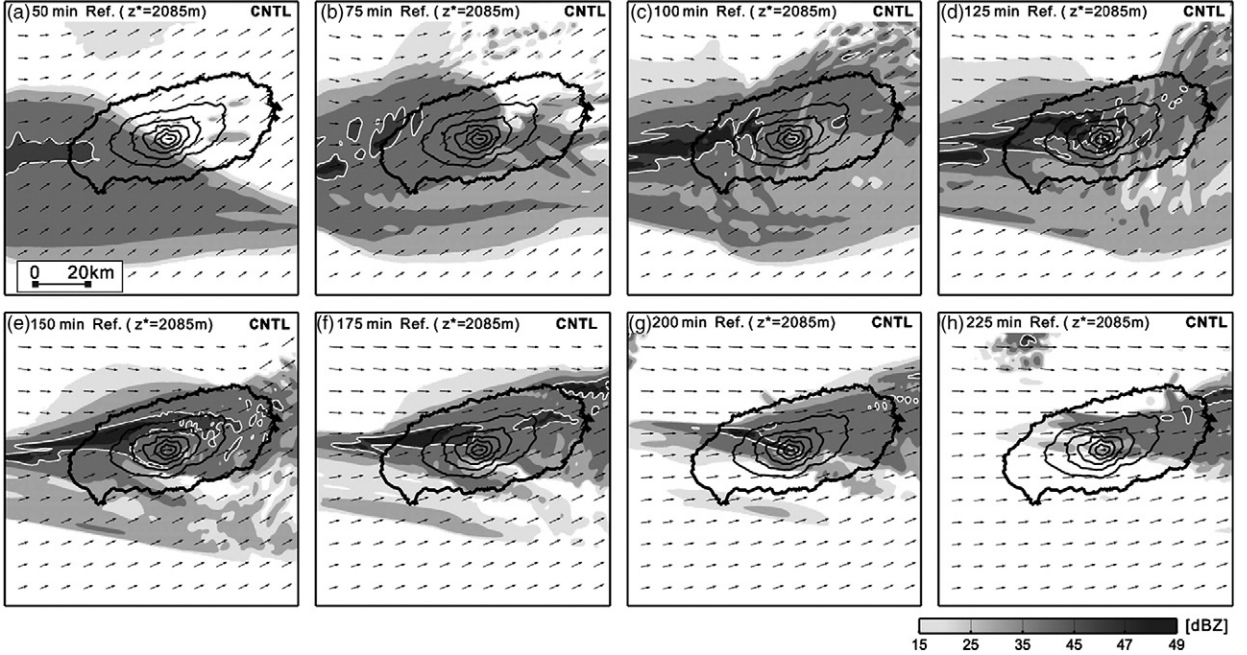 (a) 50 min Ref. ( z*=2085m) CNTL
(b) 75 min Ref. ( z*=2085m) CNTL
(c) 100 min Ref. ( z*=2085m) CNTL
(d) 125 min Ref. ( z*=2085m) CNTL
0 20km
(e) 150 min Ref. ( z*=2085m) CNTL
(f) 175 min Ref. ( z*=2085m) CNTL
(g) 200 min Ref. ( z*=2085m) CNTL
(h) 225 min Ref. ( z*=2085m) CNTL
[dBZ]
15 25 35 45 47 49